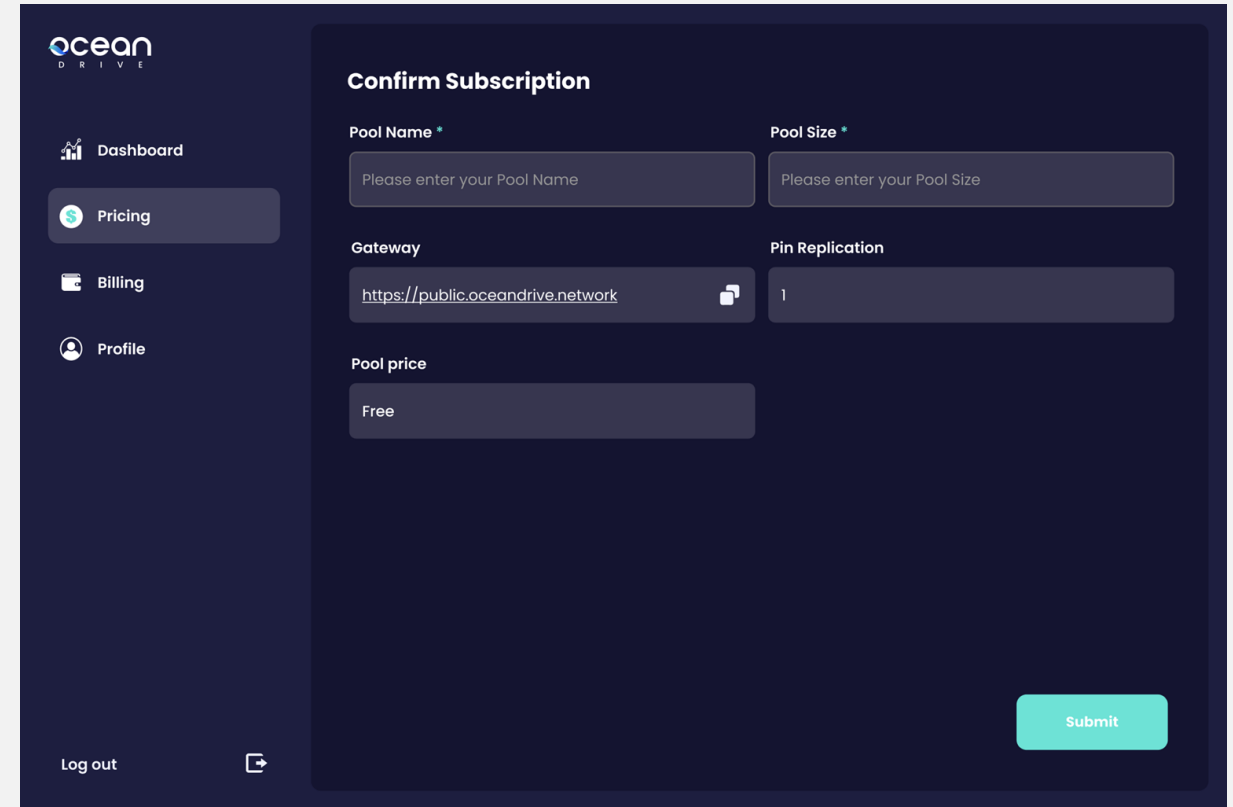 ocean
DRIVE
Dashboard
Pricing
Billing
Profile
Log out
Confirm Subscription
Pool Name *
Please enter your Pool Name
Pool Size *
Please enter your Pool Size
Gateway
https://public.oceandrive.network
Pin Replication
1
Pool price
Free
Submit